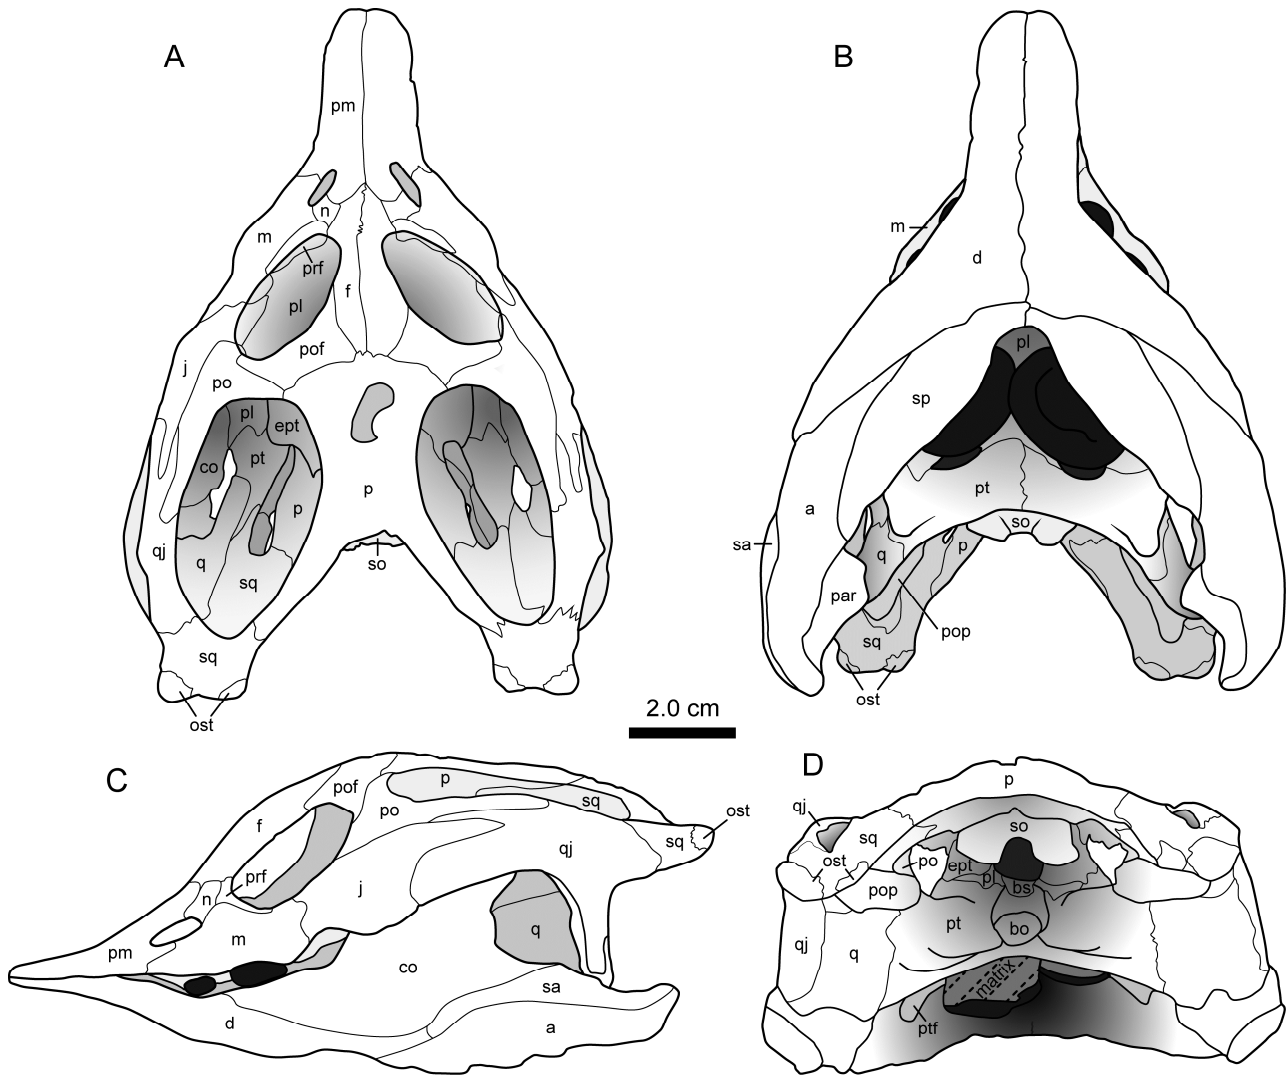 A
pm
n
m
prf
pl
f
pof
j
po
pl
ept
co
pt
p
p
qj
q
sq
so
sq
ost
B
m
d
pl
sp
pt
a
so
sa
q
p
par
pop
sq
ost
2.0 cm
C
p
pof
po
sq
ost
f
sq
qj
prf
j
n
q
m
pm
co
sa
d
a
D
p
qj
so
sq
ost
po
ept
pl
bs
pop
pt
bo
qj
q
matrix
ptf